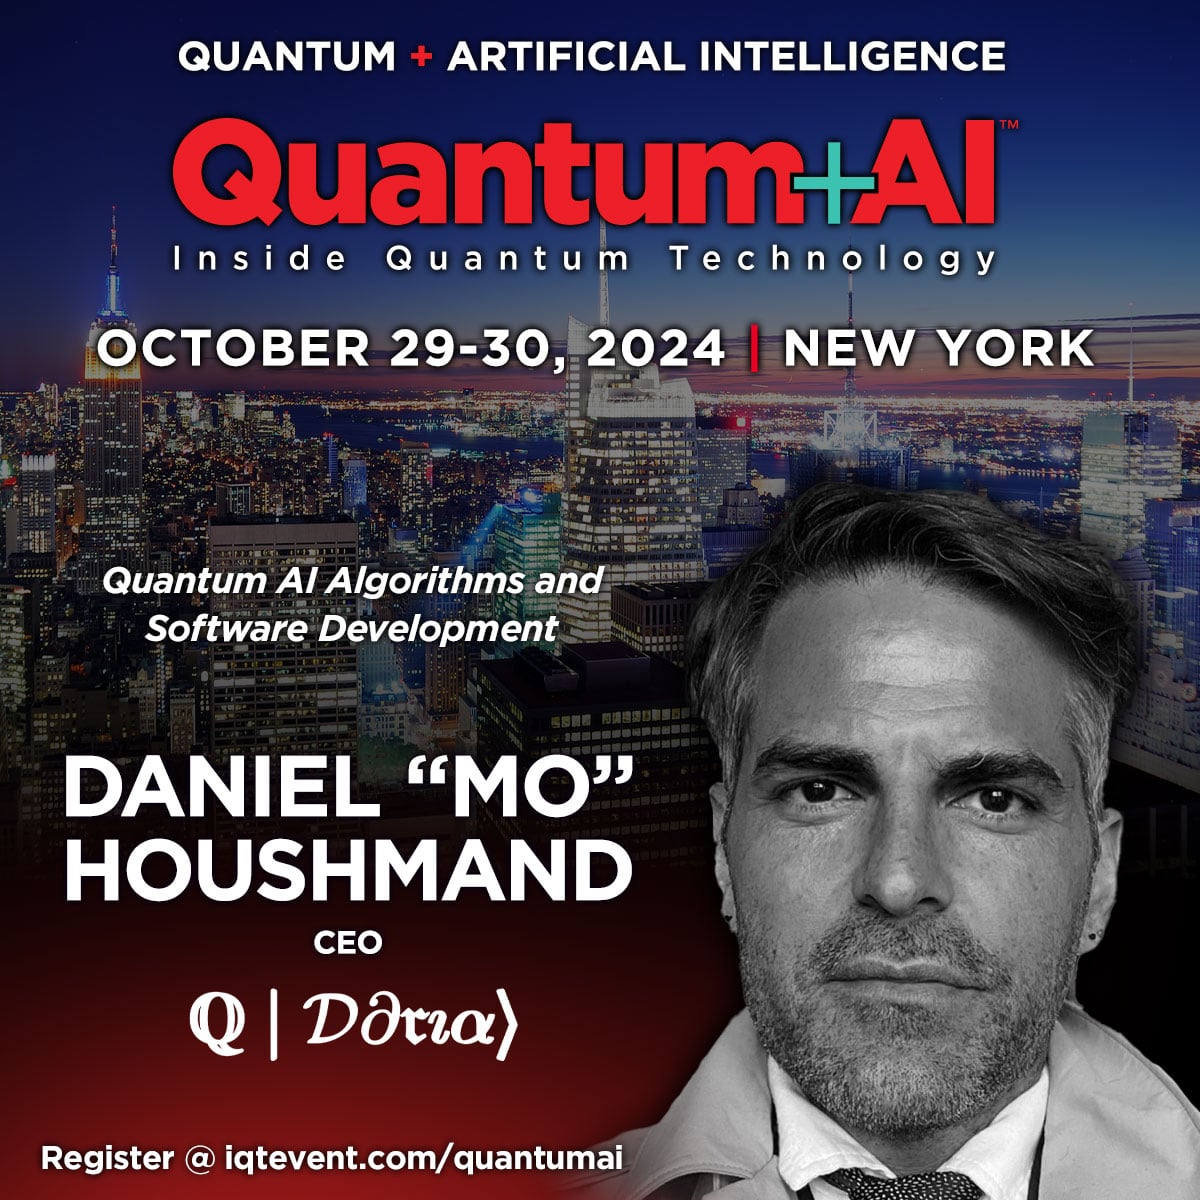 QUANTUM + ARTIFICIAL INTELLIGENCE
Quantum+AI™
Inside Quantum Technology
OCTOBER 29-30, 2024 | NEW YORK
Quantum AI Algorithms and
Software Development
DANIEL “MO”
HOUSHMAND
CEO
ℚ | 𝒟∂𝔯ıα⟩
Register @ iqtevent.com/quantumai